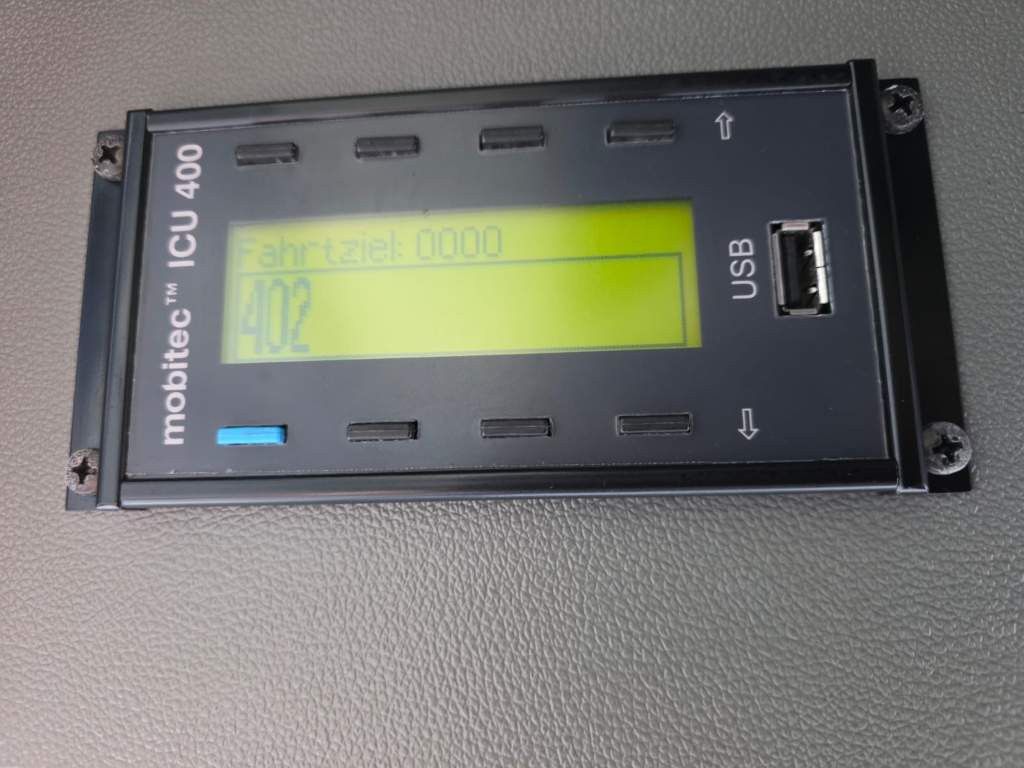 mobitec™ ICU 400
Fahrtziel: 0000
402
USB